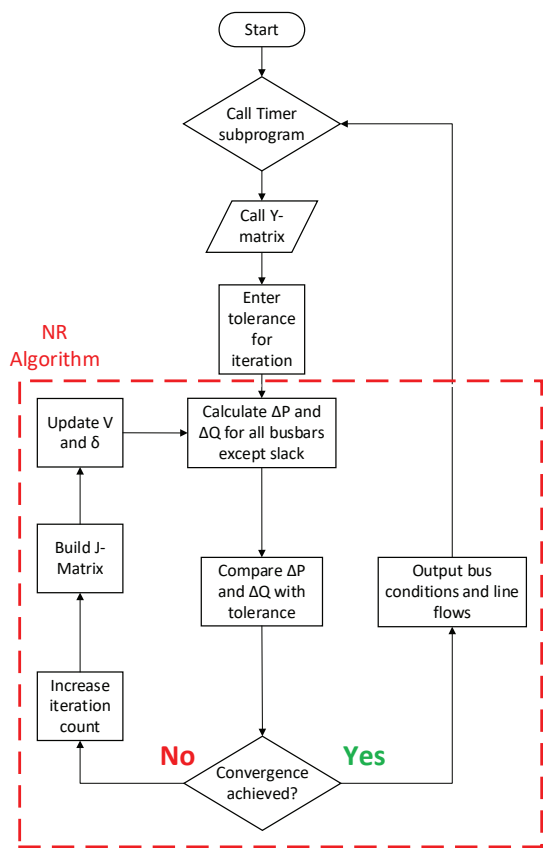 Start
Call Timer
subprogram
Call Y-
matrix
Enter
tolerance
for
iteration
NR
Algorithm
Update V
and δ
Calculate ΔP and
ΔQ for all busbars
except slack
Build J-
Matrix
Compare ΔP
and ΔQ with
tolerance
Output bus
conditions and line
flows
Increase
iteration
count
No
Yes
Convergence
achieved?